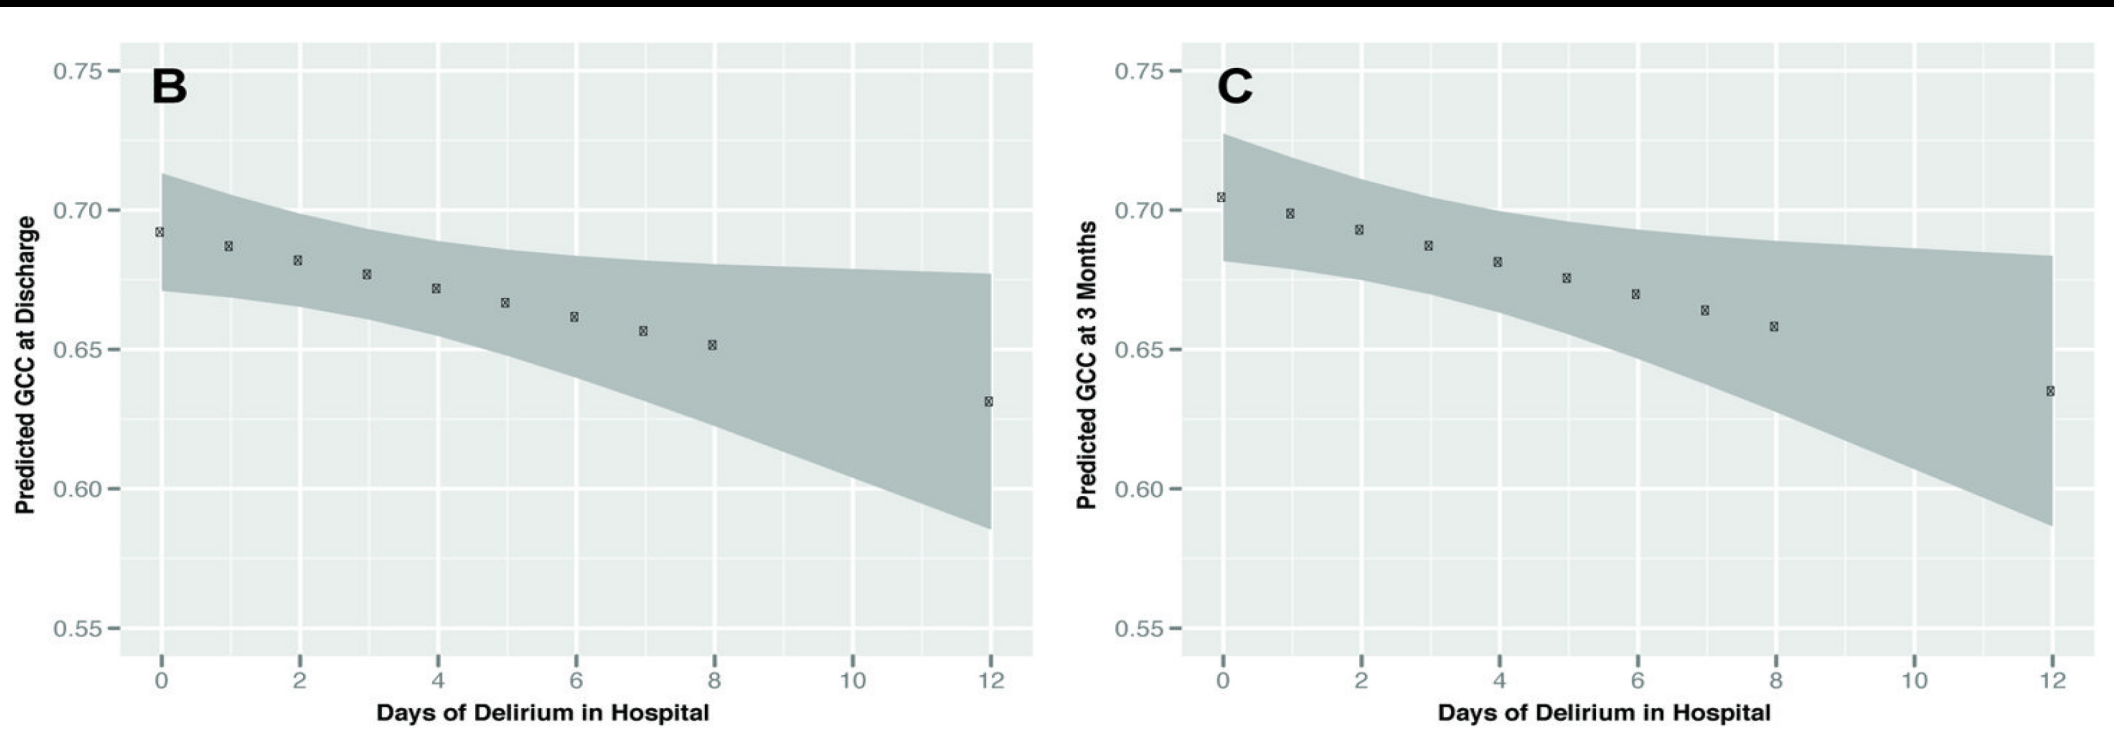 B
0.75
0.70
0.65
0.60
0.55
Predicted GCC at Discharge
0 2 4 6 8 10 12
Days of Delirium in Hospital
C
0.75
0.70
0.65
0.60
0.55
Predicted GCC at 3 Months
0 2 4 6 8 10 12
Days of Delirium in Hospital